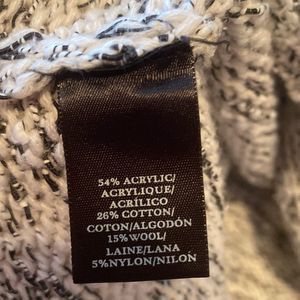 54% ACRYLIC/
ACRYLIQUE/
ACRÍLICO
26% COTTON/
COTON/ALGODÓN
15% WOOL/
LAINE/LANA
5%NYLON/NILÓN